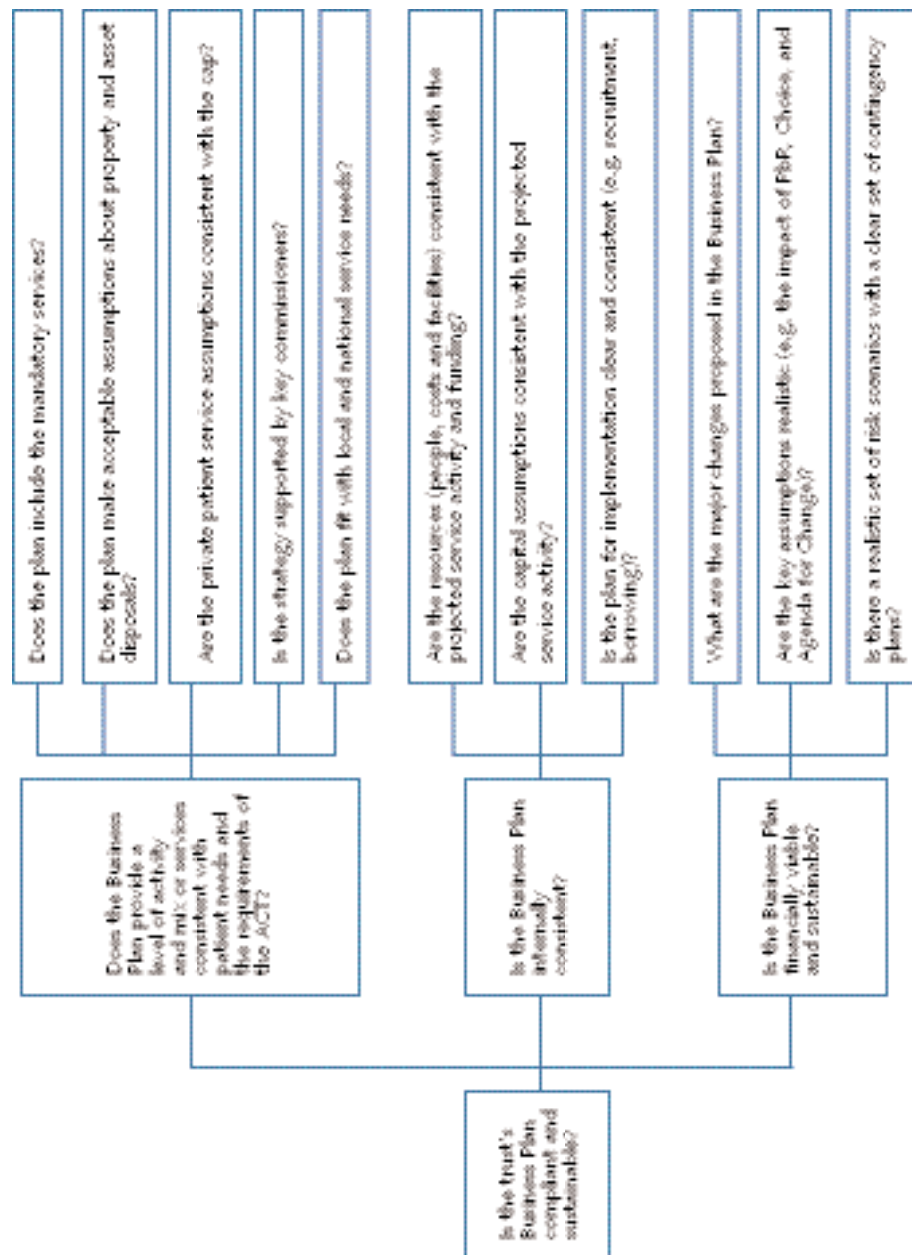 Is the trust's
Business Plan
compliant and
sustainable?
Does the Business
Plan provide a
level of activity
and mix or services
consistent with
patient needs and
the requirements of
the ACT?
Does the plan include the mandatory services?
Does the plan make acceptable assumptions about property and asset
disposals?
Are the private patient service assumptions consistent with the cap?
Is the strategy supported by key commissioners?
Does the plan fit with local and national service needs?
Is the Business Plan
internally
consistent?
Are the resources (people, costs and facilities) consistent with the
projected service activity and funding?
Are the capital assumptions consistent with the projected
service activity?
Is the plan for implementation clear and consistent (e.g. recruitment,
borrowing)?
Is the Business Plan
financially viable
and sustainable?
What are the major changes proposed in the Business Plan?
Are the key assumptions realistic (e.g. the impact of PbR, Choice, and
Agenda for Change)?
Is there a realistic set of risk scenarios with a clear set of contingency
plans?